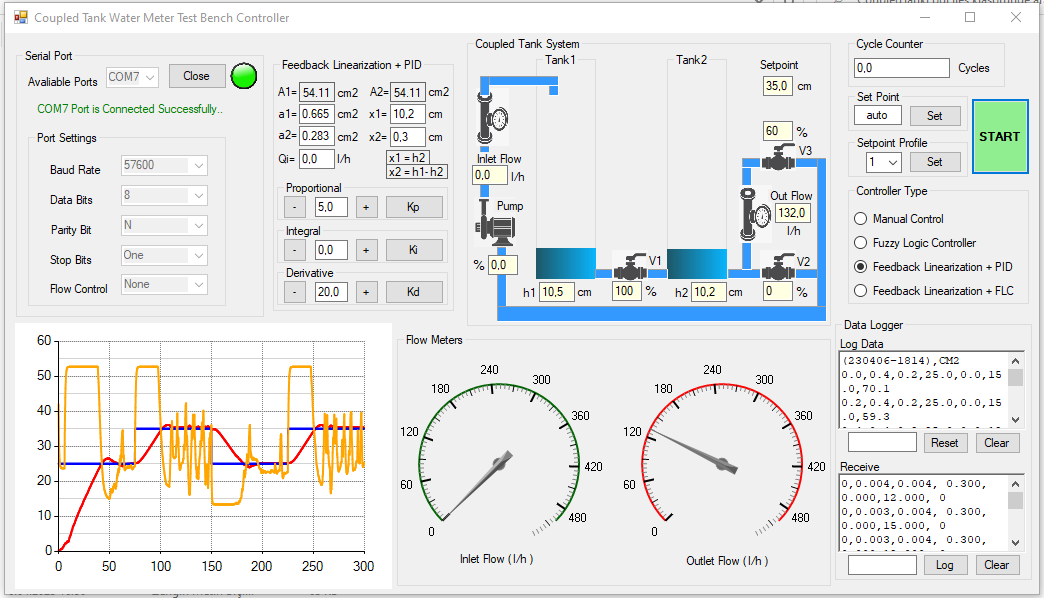 Coupled Tank Water Meter Test Bench Controller
Serial Port
Avaliable Ports COM7 Close
COM7 Port is Connected Successfully..
Port Settings
Baud Rate 57600
Data Bits 8
Parity Bit N
Stop Bits One
Flow Control None
Feedback Linearization + PID
A1= 54.11 cm2 A2= 54.11 cm2
a1= 0.665 cm2 x1= 10,2 cm
a2= 0.283 cm2 x2= 0,3 cm
Qi= 0,0 l/h x1 = h2
x2 = h1-h2
Proportional
- 5,0 + Kp
Integral
- 0,0 + Ki
Derivative
- 20,0 + Kd
Coupled Tank System
Tank1 Tank2
Setpoint
35,0 cm
60 %
V3
Inlet Flow
0,0 l/h
Out Flow
132,0
l/h
Pump
% 0,0
V1 V2
h1 10,5 cm 100 % h2 10,2 cm 0 %
Cycle Counter
0,0 Cycles
Set Point
auto Set
Setpoint Profile
1 Set
START
Controller Type
Manual Control
Fuzzy Logic Controller
Feedback Linearization + PID
Feedback Linearization + FLC
60
50
40
30
20
10
0
0 50 100 150 200 250 300
Flow Meters
0 60 120 180 240 300 360 420 480
Inlet Flow ( l/h )
0 60 120 180 240 300 360 420 480
Outlet Flow ( l/h )
Data Logger
Log Data
(230406-1814),CM2
0.0,0.4,0.2,25.0,0.0,15
.0,70.1
0.2,0.4,0.2,25.0,0.0,15
.0,59.3
Reset Clear
Receive
0,0.004,0.004, 0.300,
0.000,12.000, 0
0,0.003,0.004, 0.300,
0.000,15.000, 0
0,0.003,0.004, 0.300,
Log Clear